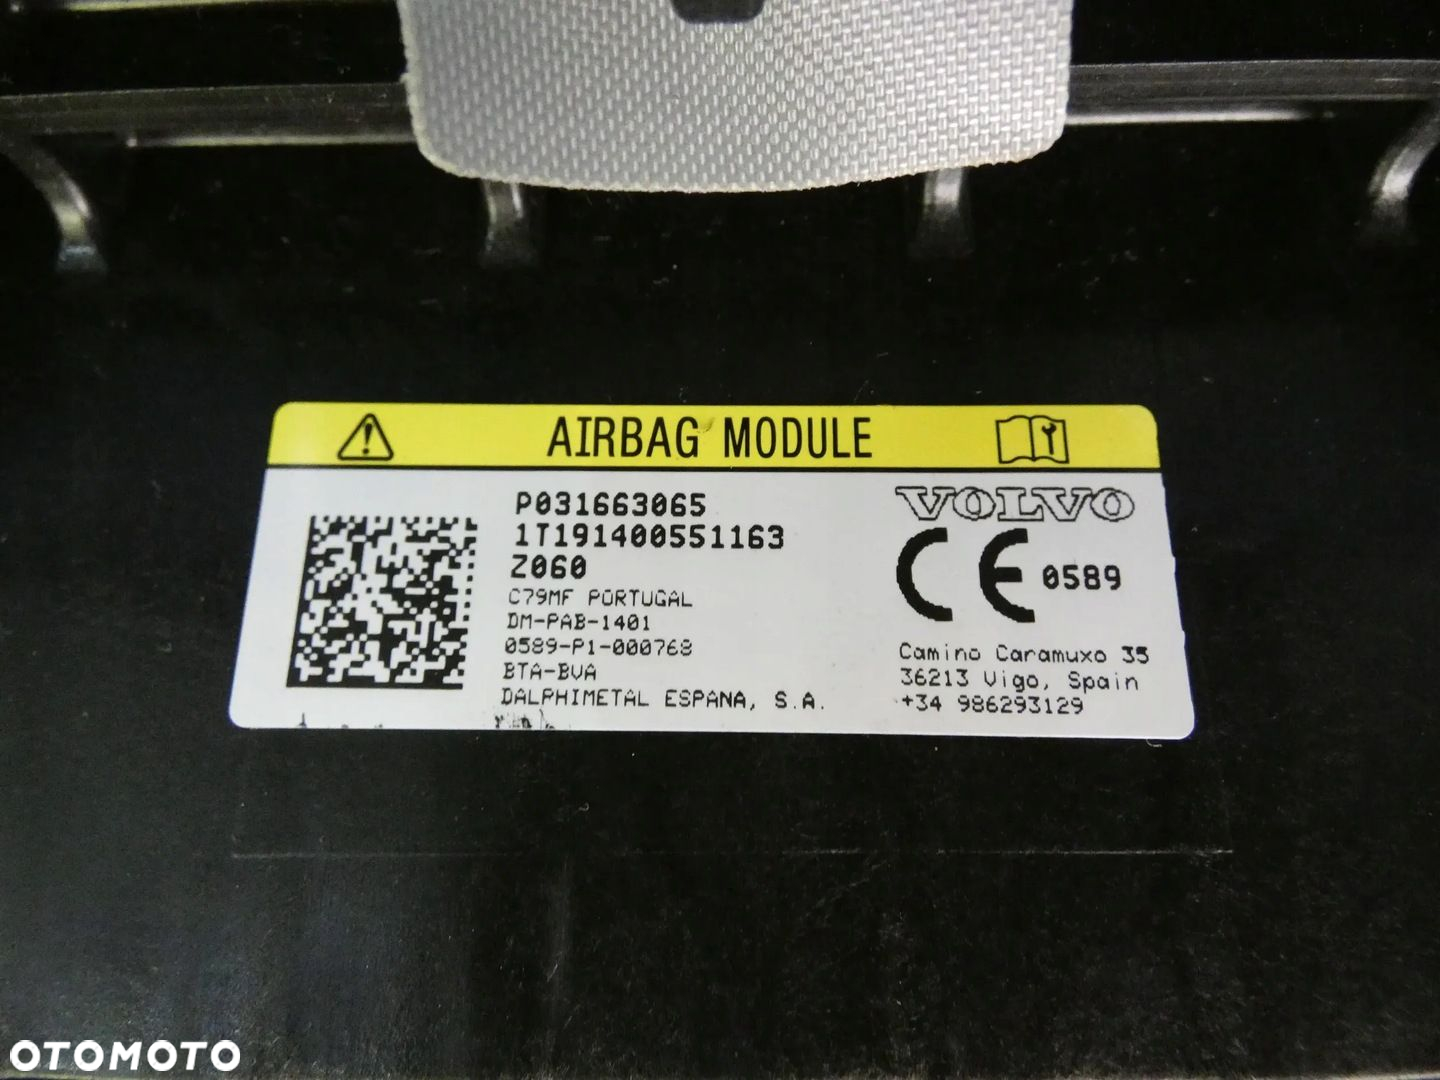 AIRBAG MODULE
P031663065
1T191400551163
Z060
C79MF PORTUGAL
DM-PAB-1401
0589-P1-000768
BTA-BVA
DALPHIMETAL ESPANA, S.A.
VOLVO
CE 0589
Camino Caramuxo 35
36213 Vigo, Spain
+34 986293129
OTOMOTO